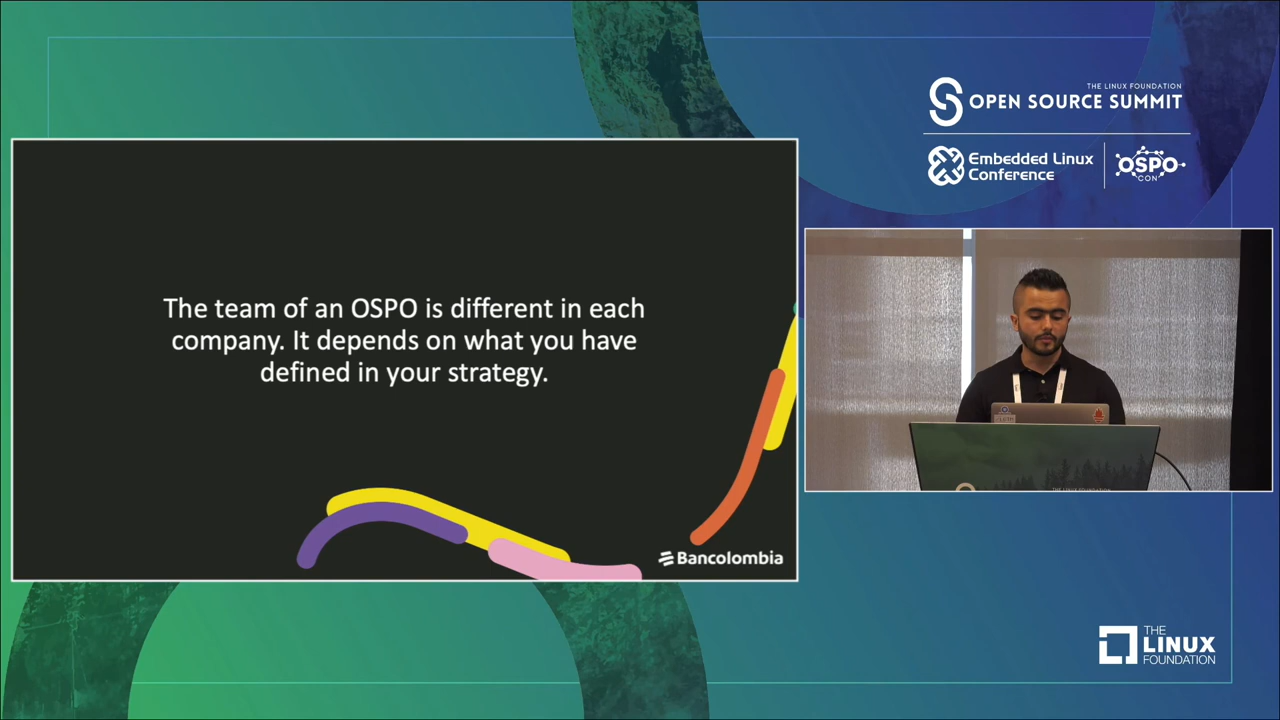 THE LINUX FOUNDATION
OPEN SOURCE SUMMIT
Embedded Linux
Conference
OSPO
CON
The team of an OSPO is different in each
company. It depends on what you have
defined in your strategy.
Bancolombia
THE
LINUX
FOUNDATION